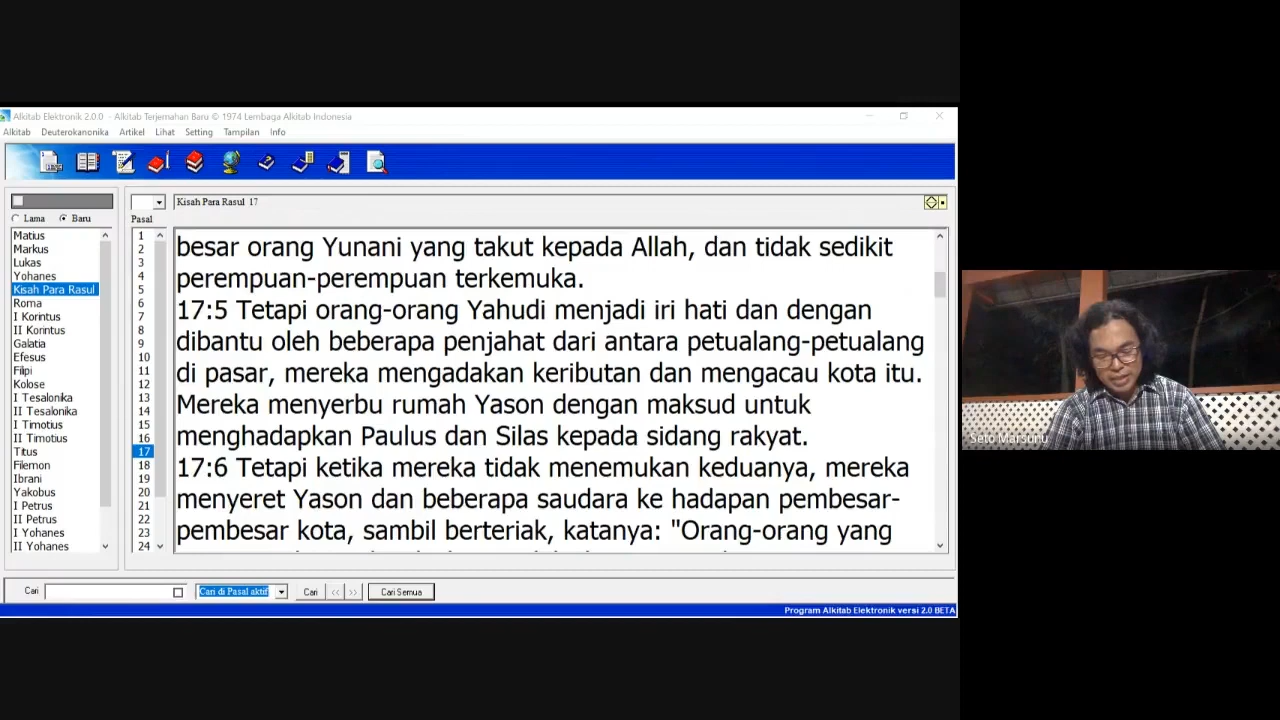 Alkitab Elektronik 2.0.0 - Alkitab Terjemahan Baru © 1974 Lembaga Alkitab Indonesia
Alkitab Deuterokanonika Artikel Lihat Setting Tampilan Info
Kisah Para Rasul 17
Lama Baru
Pasal
Matius
Markus
Lukas
Yohanes
Kisah Para Rasul
Roma
I Korintus
II Korintus
Galatia
Efesus
Filipi
Kolose
I Tesalonika
II Tesalonika
I Timotius
II Timotius
Titus
Filemon
Ibrani
Yakobus
I Petrus
II Petrus
I Yohanes
II Yohanes
1
2
3
4
5
6
7
8
9
10
11
12
13
14
15
16
17
18
19
20
21
22
23
24
besar orang Yunani yang takut kepada Allah, dan tidak sedikit
perempuan-perempuan terkemuka.
17:5 Tetapi orang-orang Yahudi menjadi iri hati dan dengan
dibantu oleh beberapa penjahat dari antara petualang-petualang
di pasar, mereka mengadakan keributan dan mengacau kota itu.
Mereka menyerbu rumah Yason dengan maksud untuk
menghadapkan Paulus dan Silas kepada sidang rakyat.
17:6 Tetapi ketika mereka tidak menemukan keduanya, mereka
menyeret Yason dan beberapa saudara ke hadapan pembesar-
pembesar kota, sambil berteriak, katanya: "Orang-orang yang
Cari Cari di Pasal aktif Cari << >> Cari Semua
Program Alkitab Elektronik versi 2.0 BETA
Seto Marsunu